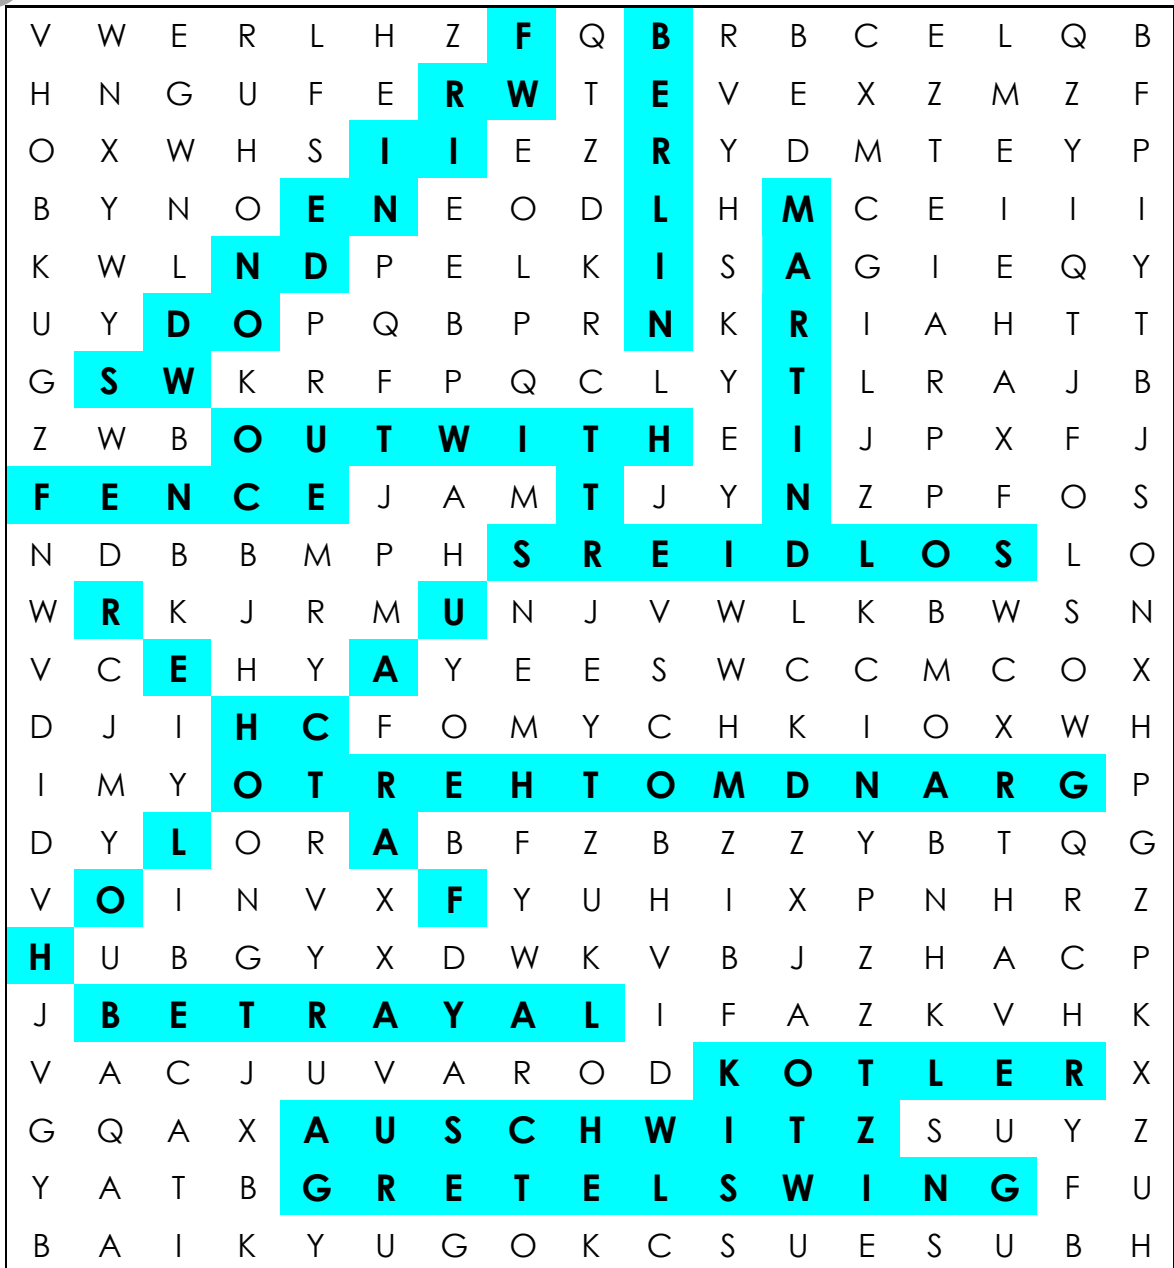 V W E R L H Z F Q B R B C E L Q B
H N G U F E R W T E V E X Z M Z F
O X W H S I I E Z R Y D M T E Y P
B Y N O E N E O D L H M C E I I I
K W L N D P E L K I S A G I E Q Y
U Y D O P Q B P R N K R I A H T T
G S W K R F P Q C L Y T L R A J B
Z W B O U T W I T H E I J P X F J
F E N C E J A M T J Y N Z P F O S
N D B B M P H S R E I D L O S L O
W R K J R M U N J V W L K B W S N
V C E H Y A Y E E S W C C M C O X
D J I H C F O M Y C H K I O X W H
I M Y O T R E H T O M D N A R G P
D Y L O R A B F Z B Z Z Y B T Q G
V O I N V X F Y U H I X P N H R Z
H U B G Y X D W K V B J Z H A C P
J B E T R A Y A L I F A Z K V H K
V A C J U V A R O D K O T L E R X
G Q A X A U S C H W I T Z S U Y Z
Y A T B G R E T E L S W I N G F U
B A I K Y U G O K C S U E S U B H